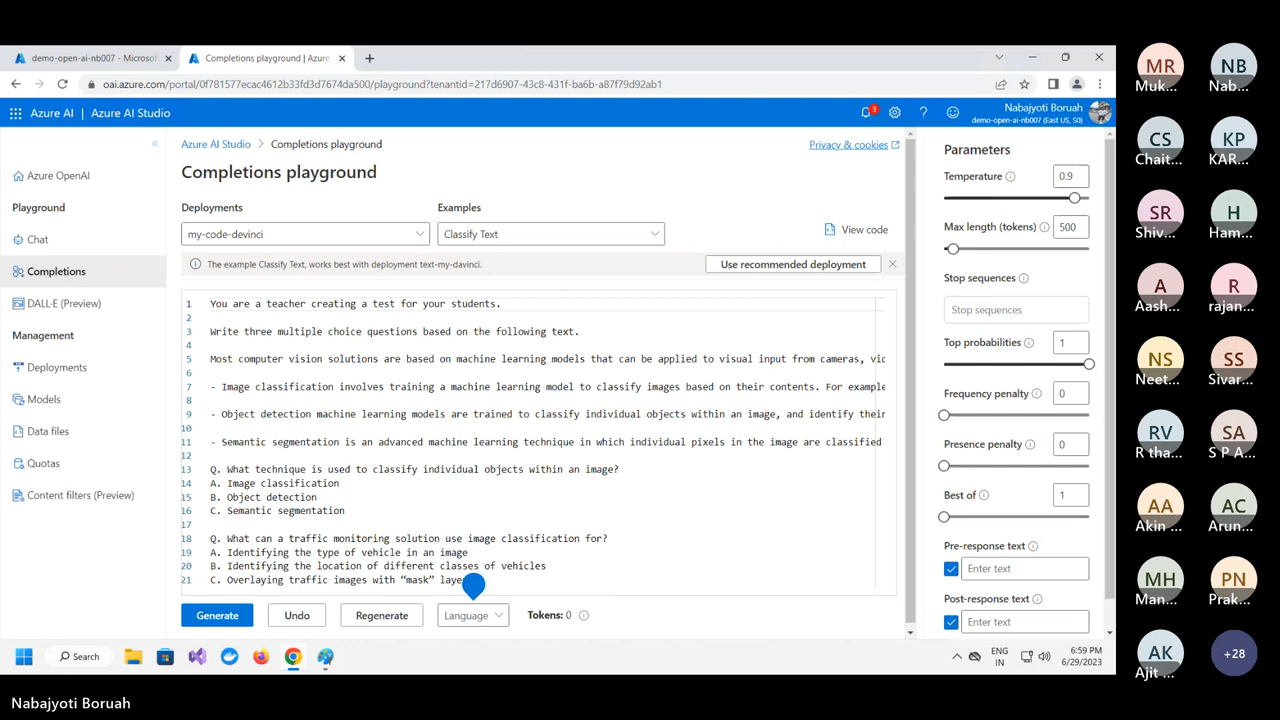 demo-open-ai-nb007 - Microsof
Completions playground | Azure
oai.azure.com/portal/0f781577ecac4612b33fd3d7674da500/playground?tenantid=217d6907-43c8-431f-ba6b-a87f79d92ab1
Azure AI | Azure AI Studio
3
Nabajyoti Boruah
demo-open-ai-nb007 (East US, S0)
Azure OpenAI
Playground
Chat
Completions
DALL·E (Preview)
Management
Deployments
Models
Data files
Quotas
Content filters (Preview)
Azure AI Studio > Completions playground
Privacy & cookies
Completions playground
Deployments
Examples
my-code-devinci
Classify Text
View code
The example Classify Text, works best with deployment text-my-davinci.
Use recommended deployment
1 You are a teacher creating a test for your students.
2
3 Write three multiple choice questions based on the following text.
4
5 Most computer vision solutions are based on machine learning models that can be applied to visual input from cameras, vid
6
7 - Image classification involves training a machine learning model to classify images based on their contents. For example
8
9 - Object detection machine learning models are trained to classify individual objects within an image, and identify their
10
11 - Semantic segmentation is an advanced machine learning technique in which individual pixels in the image are classified
12
13 Q. What technique is used to classify individual objects within an image?
14 A. Image classification
15 B. Object detection
16 C. Semantic segmentation
17
18 Q. What can a traffic monitoring solution use image classification for?
19 A. Identifying the type of vehicle in an image
20 B. Identifying the location of different classes of vehicles
21 C. Overlaying traffic images with “mask” laye
Generate
Undo
Regenerate
Language
Tokens: 0
Parameters
Temperature
0.9
Max length (tokens)
500
Stop sequences
Stop sequences
Top probabilities
1
Frequency penalty
0
Presence penalty
0
Best of
1
Pre-response text
Enter text
Post-response text
Enter text
Search
ENG
IN
6:59 PM
6/29/2023
MR
Muk...
NB
Nab...
CS
Chait...
KP
KAR...
SR
Shiv...
H
Ham...
A
Aash...
R
rajan...
NS
Neet...
SS
Sivar...
RV
R tha...
SA
S P A...
AA
Akin ...
AC
Arun...
MH
Man...
PN
Prak...
AK
Ajit ...
+28
Nabajyoti Boruah